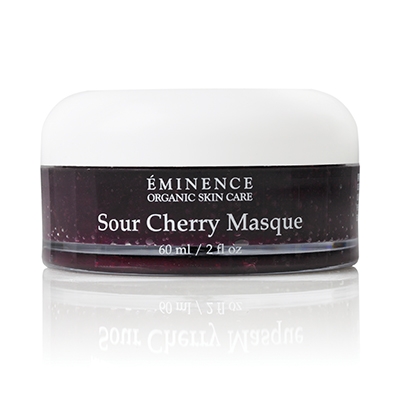 ÉMINENCE
ORGANIC SKIN CARE
Sour Cherry Masque
60 ml / 2 fl oz